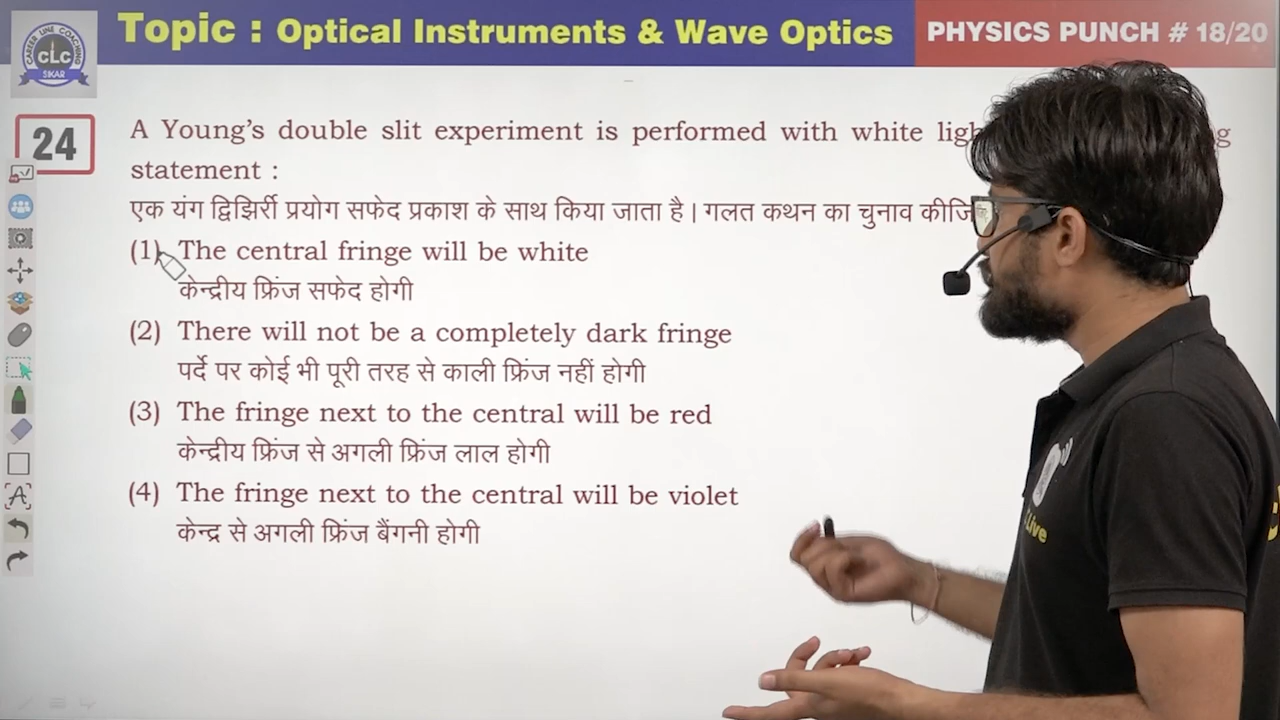 CAREER LINE COACHING
CLC
SIKAR
Topic : Optical Instruments & Wave Optics
PHYSICS PUNCH # 18/20
24
A Young's double slit experiment is performed with white
statement :
एक यंग द्विझिर्री प्रयोग सफेद प्रकाश के साथ किया जाता है। गलत कथन का चुनाव
(1) The central fringe will be white
केन्द्रीय फ्रिंज सफेद होगी
(2) There will not be a completely dark fringe
पर्दे पर कोई भी पूरी तरह से काली फ्रिंज नहीं होगी
(3) The fringe next to the central will be red
केन्द्रीय फ्रिंज से अगली फ्रिंज लाल होगी
(4) The fringe next to the central will be violet
केन्द्र से अगली फ्रिंज बैंगनी होगी
Live